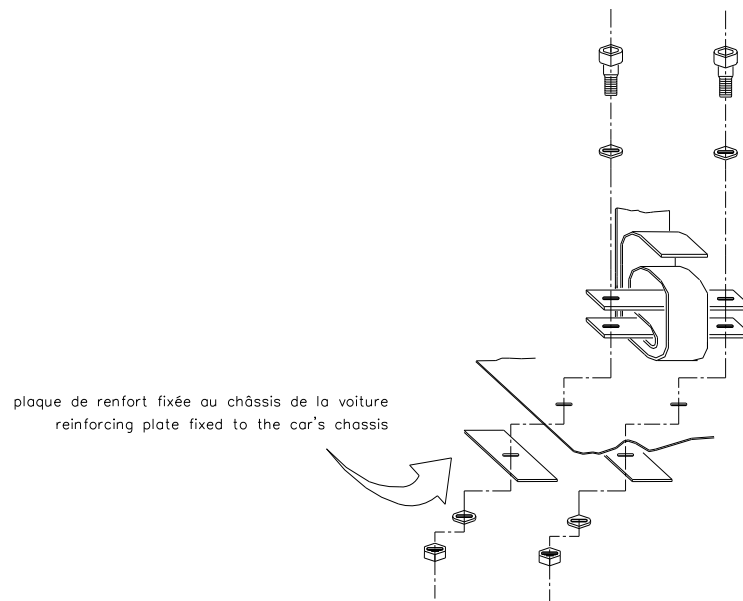 plaque de renfort fixée au châssis de la voiture
reinforcing plate fixed to the car's chassis